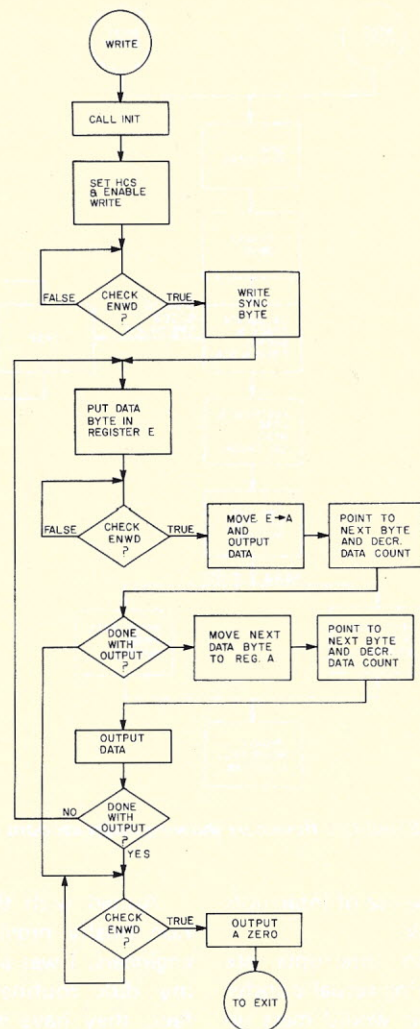 WRITE
CALL INIT
SET HCS
& ENABLE
WRITE
CHECK
ENWD
?
FALSE
TRUE
WRITE
SYNC
BYTE
PUT DATA
BYTE IN
REGISTER E
CHECK
ENWD
?
FALSE
TRUE
MOVE E→A
AND
OUTPUT
DATA
POINT TO
NEXT BYTE
AND DECR.
DATA COUNT
DONE
WITH
OUTPUT
?
MOVE NEXT
DATA BYTE
TO REG. A
POINT TO
NEXT BYTE
AND DECR.
DATA COUNT
OUTPUT
DATA
DONE
WITH
OUTPUT
?
NO
YES
CHECK
ENWD
?
TRUE
OUTPUT
A ZERO
TO EXIT